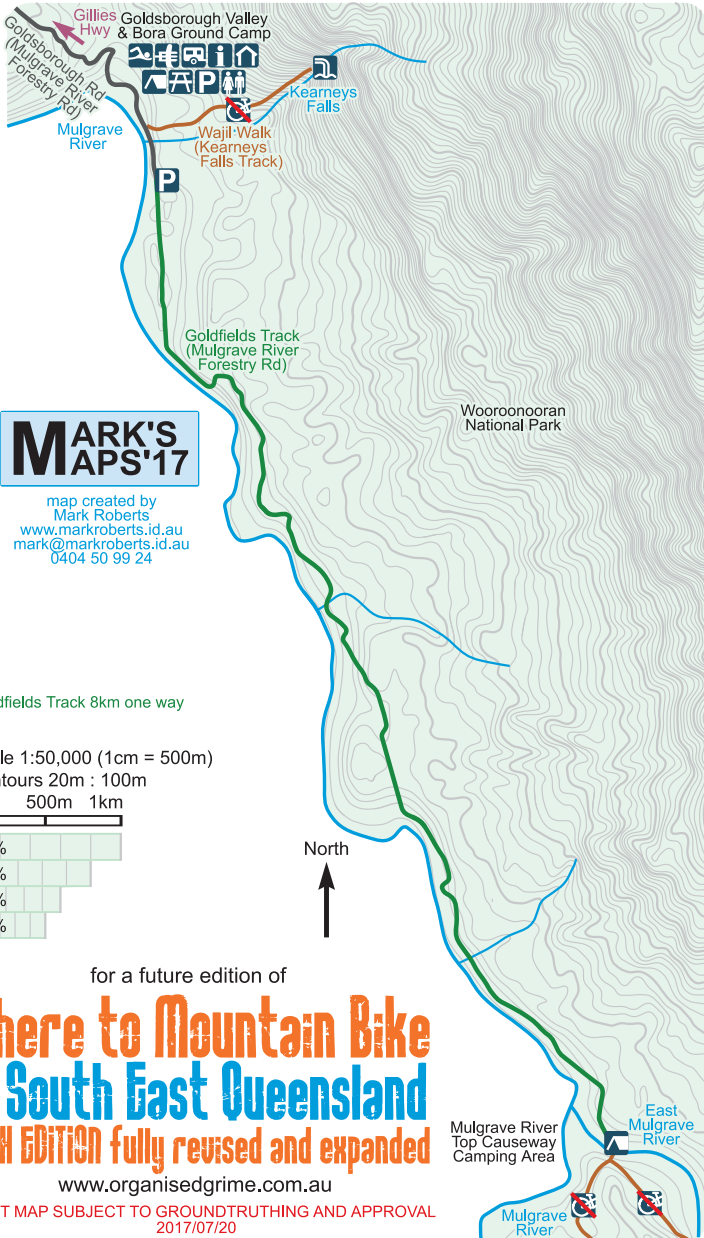 Gillies
Hwy
Goldsborough Valley
& Bora Ground Camp
Goldsborough Rd
(Mulgrave River
Forestry Rd)
i
P
Kearneys
Falls
Mulgrave
River
Wajil Walk
(Kearneys
Falls Track)
P
Goldfields Track
(Mulgrave River
Forestry Rd)
Wooroonooran
National Park
MARK'S
MAPS'17
map created by
Mark Roberts
www.markroberts.id.au
mark@markroberts.id.au
0404 50 99 24
dfields Track 8km one way
le 1:50,000 (1cm = 500m)
ntours 20m : 100m
500m 1km
%
%
%
%
North
for a future edition of
here to Mountain Bike
South East Queensland
H EDITION fully revised and expanded
www.organisedgrime.com.au
T MAP SUBJECT TO GROUNDTRUTHING AND APPROVAL
2017/07/20
Mulgrave River
Top Causeway
Camping Area
East
Mulgrave
River
Mulgrave
River